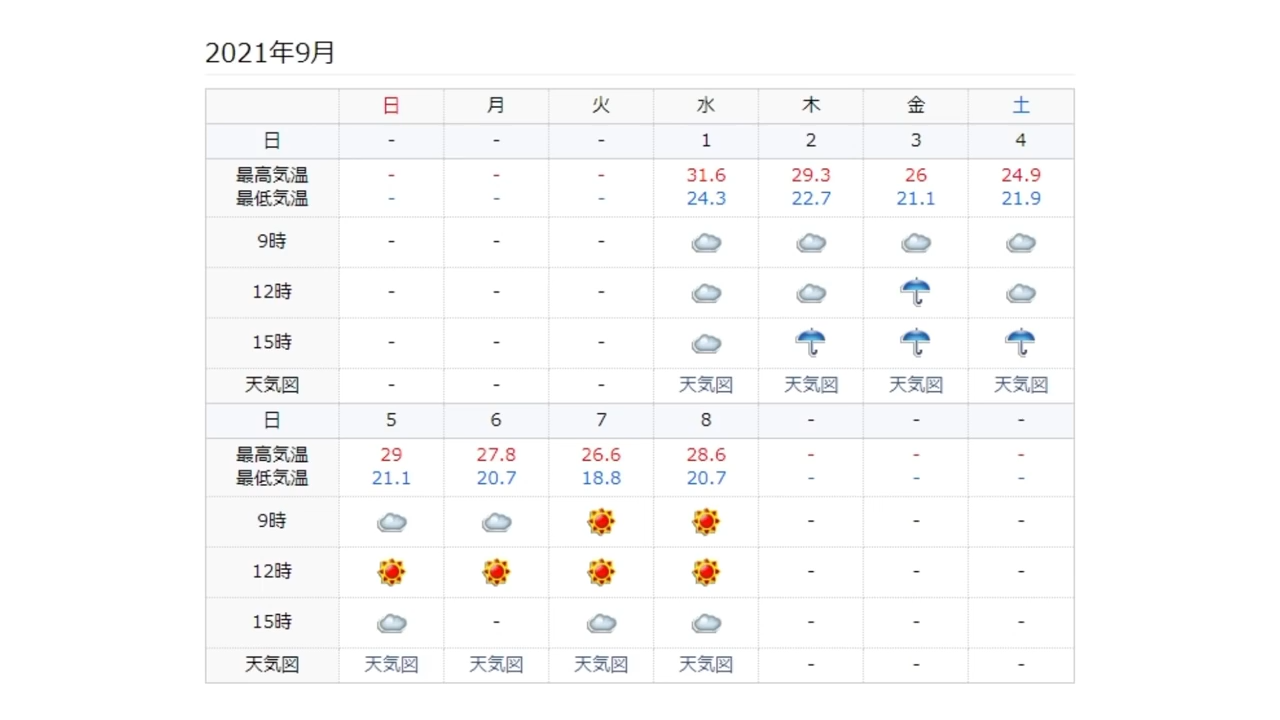 2021年9月
日 月 火 水 木 金 土
日 - - - 1 2 3 4
最高気温 - - - 31.6 29.3 26 24.9
最低気温 - - - 24.3 22.7 21.1 21.9
9時 - - -
12時 - - -
15時 - - -
天気図 - - - 天気図 天気図 天気図 天気図
日 5 6 7 8 - - -
最高気温 29 27.8 26.6 28.6 - - -
最低気温 21.1 20.7 18.8 20.7 - - -
9時 - - -
12時 - - -
15時 - - - -
天気図 天気図 天気図 天気図 天気図 - - -